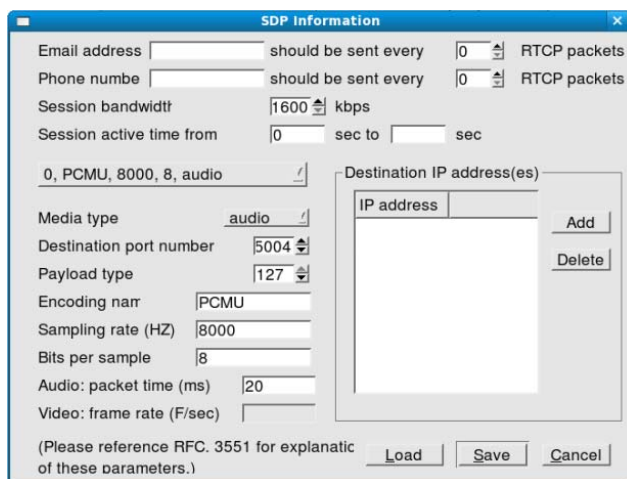 SDP Information
Email address should be sent every 0 RTCP packets
Phone numbe should be sent every 0 RTCP packets
Session bandwidth 1600 kbps
Session active time from 0 sec to sec
0, PCMU, 8000, 8, audio
Media type audio
Destination port number 5004
Payload type 127
Encoding nam PCMU
Sampling rate (HZ) 8000
Bits per sample 8
Audio: packet time (ms) 20
Video: frame rate (F/sec)
Destination IP address(es)
IP address
Add
Delete
(Please reference RFC. 3551 for explanatic
of these parameters.)
Load Save Cancel